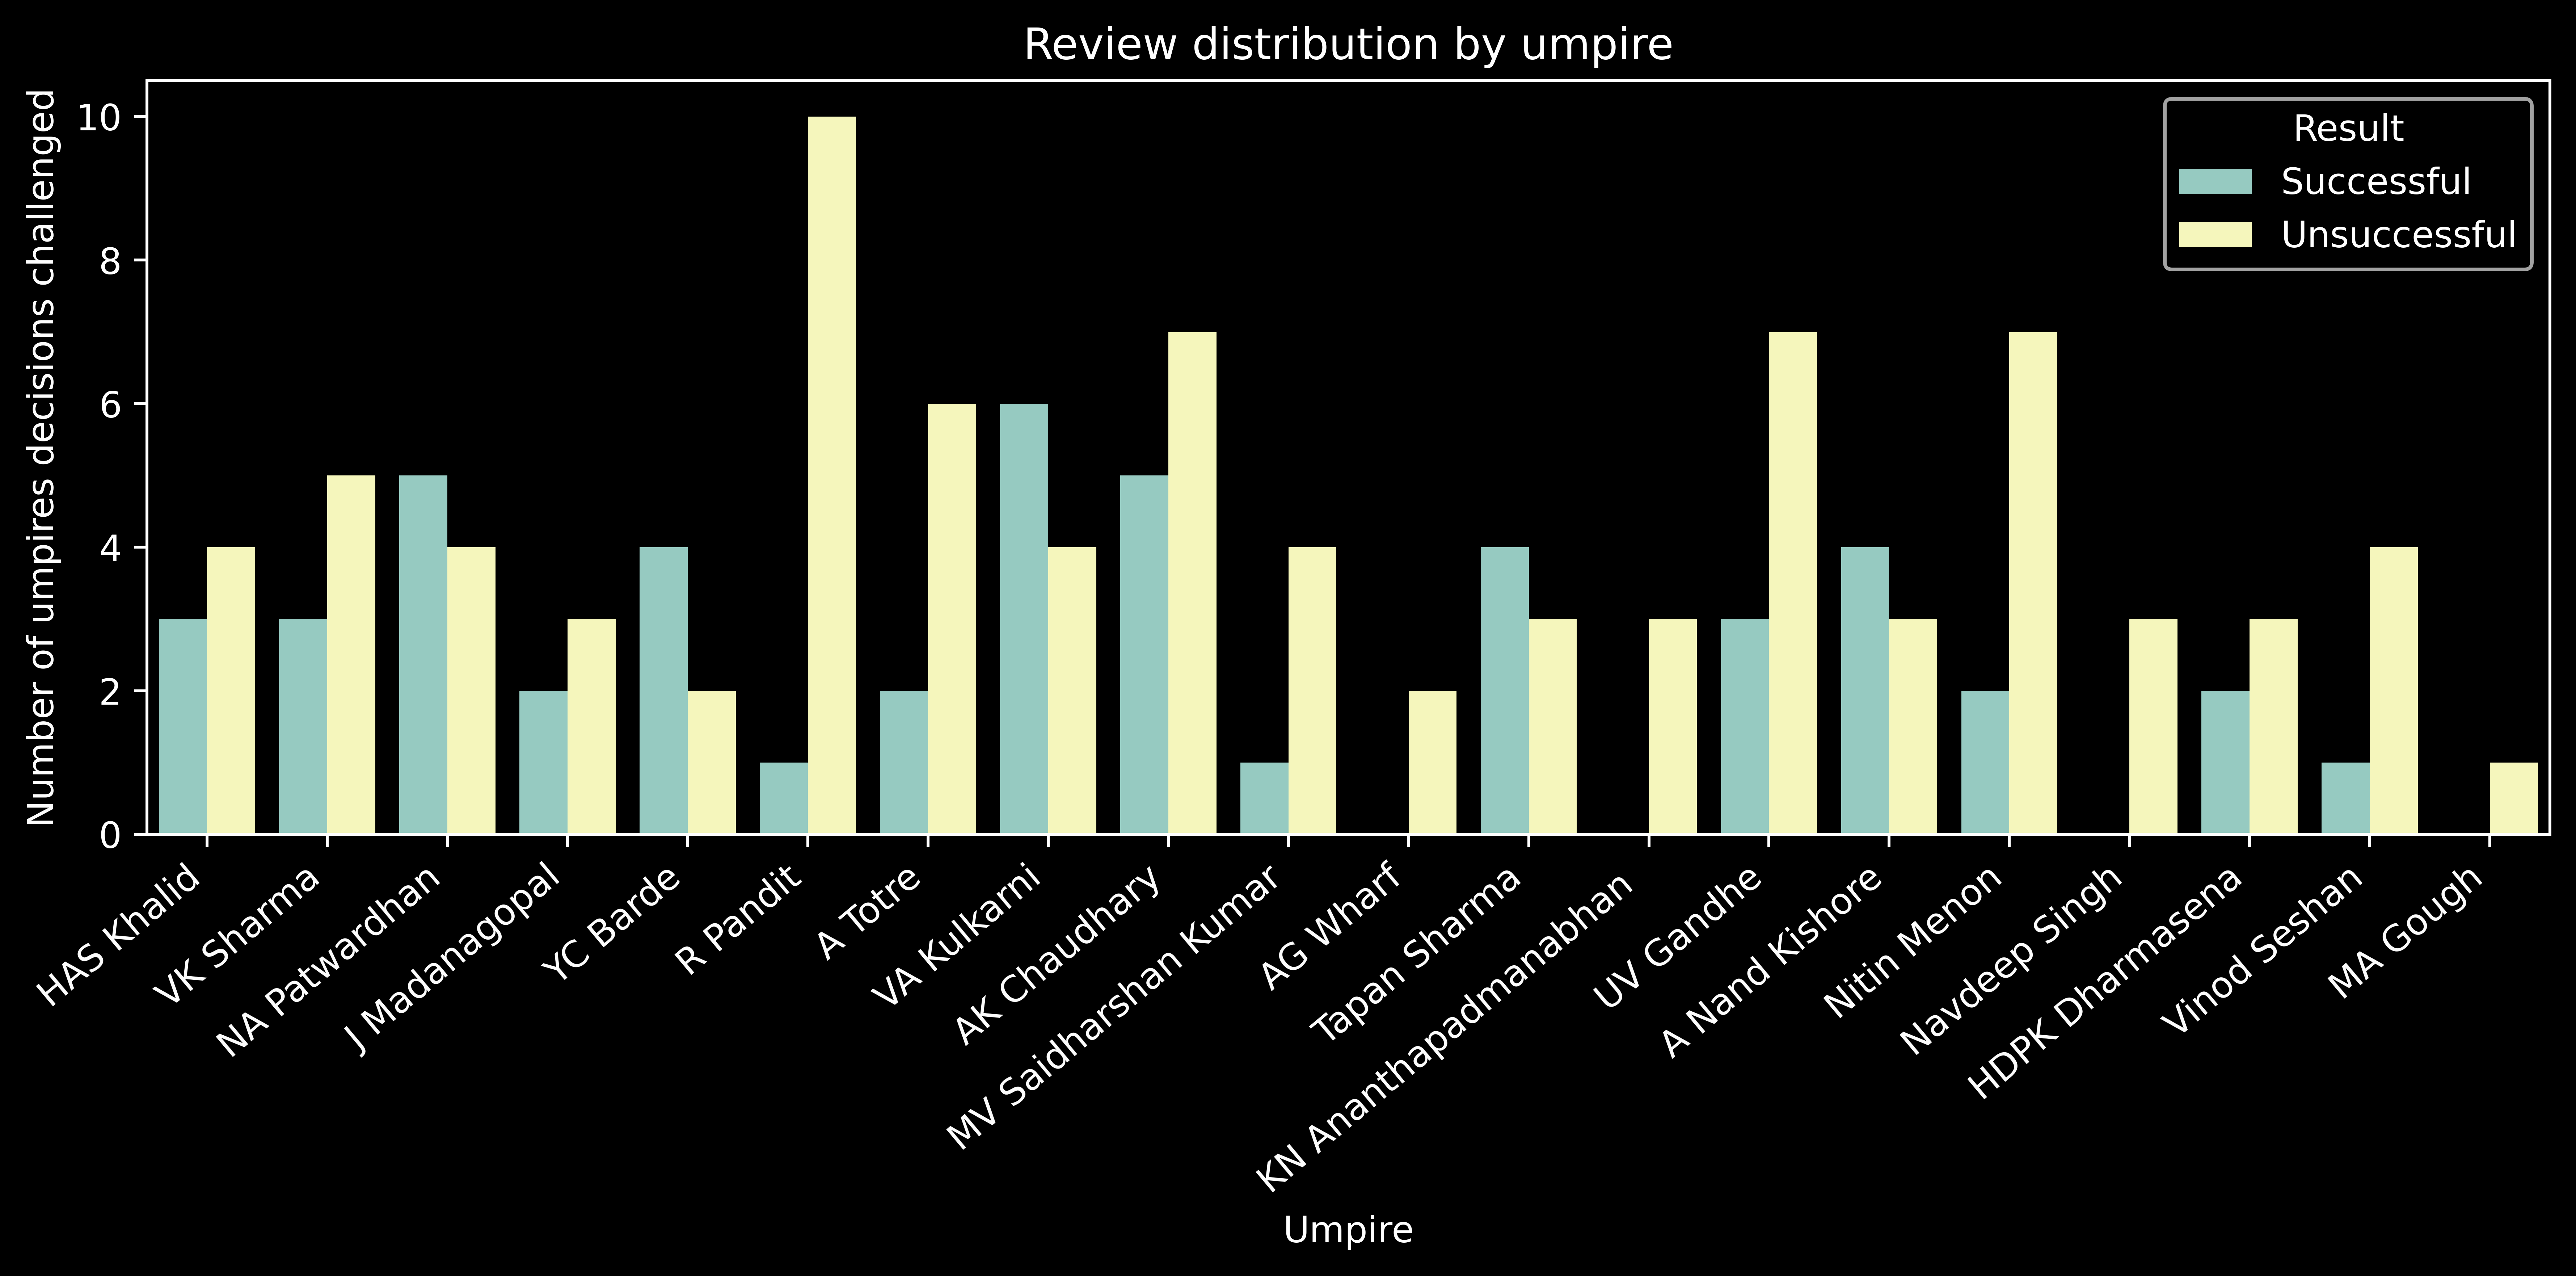 Review distribution by umpire
Number of umpires decisions challenged
10
8
6
4
2
0
Result
Successful
Unsuccessful
HAS Khalid
VK Sharma
NA Patwardhan
J Madanagopal
YC Barde
R Pandit
A Totre
VA Kulkarni
AK Chaudhary
MV Saidharshan Kumar
AG Wharf
Tapan Sharma
KN Ananthapadmanabhan
UV Gandhe
A Nand Kishore
Nitin Menon
Navdeep Singh
HDPK Dharmasena
Vinod Seshan
MA Gough
Umpire